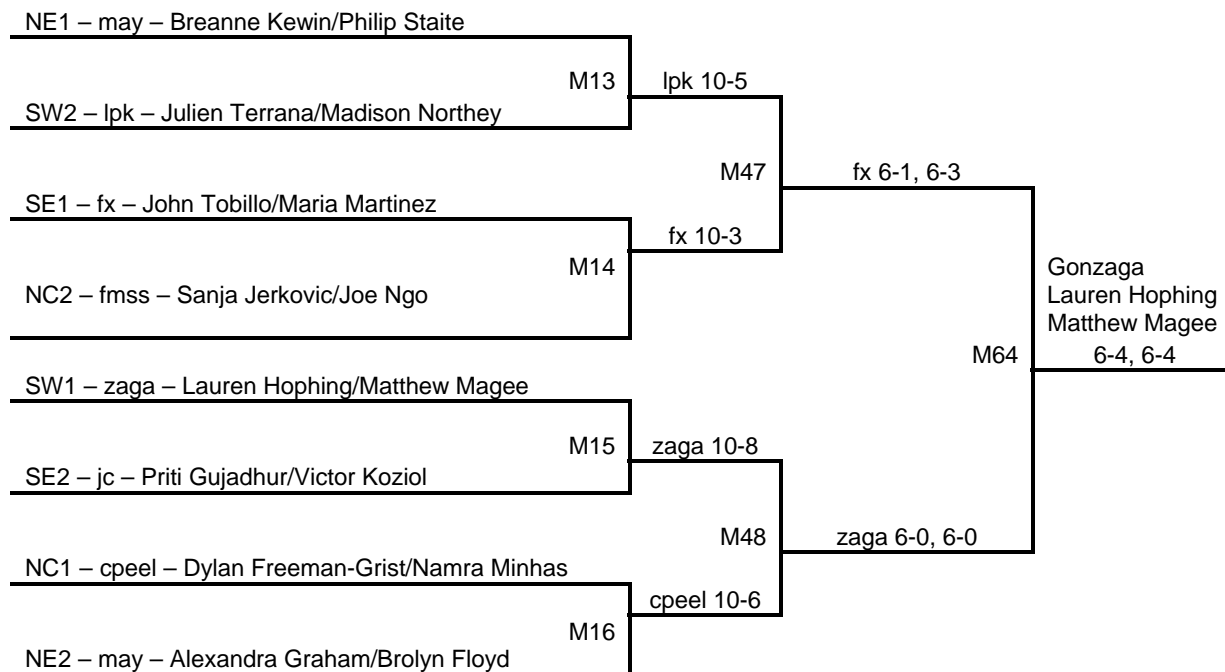 NE1 – may – Breanne Kewin/Philip Staite
M13
lpk 10-5
SW2 – lpk – Julien Terrana/Madison Northey
M47
fx 6-1, 6-3
SE1 – fx – John Tobillo/Maria Martinez
fx 10-3
M14
NC2 – fmss – Sanja Jerkovic/Joe Ngo
Gonzaga
Lauren Hophing
Matthew Magee
M64
6-4, 6-4
SW1 – zaga – Lauren Hophing/Matthew Magee
M15
zaga 10-8
SE2 – jc – Priti Gujadhur/Victor Koziol
M48
zaga 6-0, 6-0
NC1 – cpeel – Dylan Freeman-Grist/Namra Minhas
cpeel 10-6
M16
NE2 – may – Alexandra Graham/Brolyn Floyd